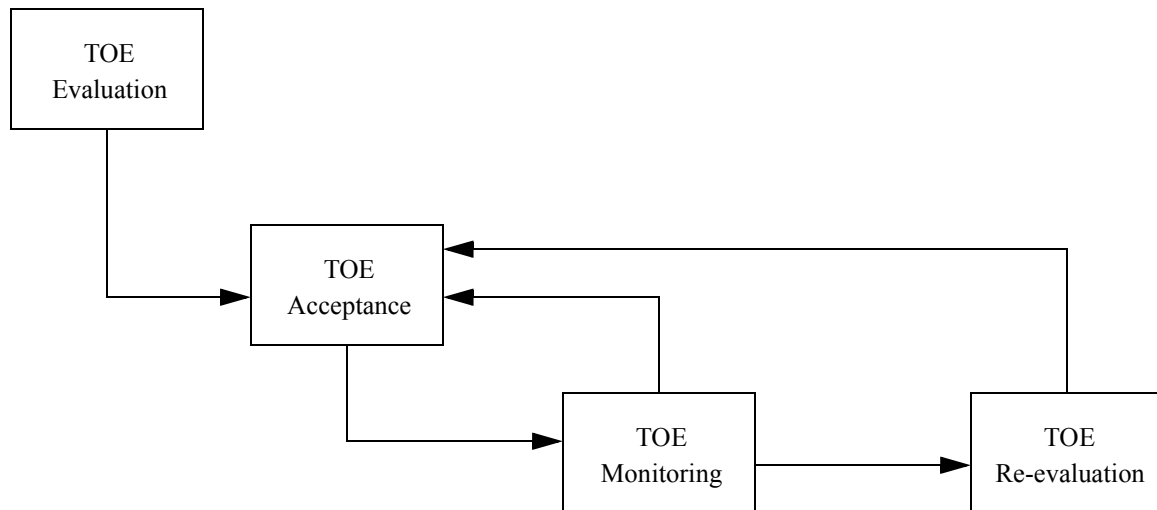 TOE
Evaluation
TOE
Acceptance
TOE
Monitoring
TOE
Re-evaluation